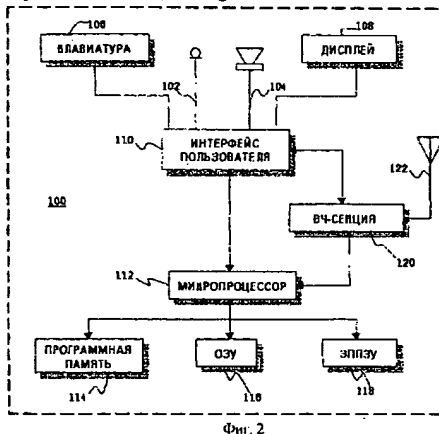 106
108
КЛАВИАТУРА
ДИСПЛЕЙ
102
104
110
ИНТЕРФЕЙС
ПОЛЬЗОВАТЕЛЯ
122
100
ВЧ-СЕКЦИЯ
120
112
МИКРОПРОЦЕССОР
ПРОГРАММНАЯ
ПАМЯТЬ
ОЗУ
ЭППЗУ
114
116
118
Фиг. 2